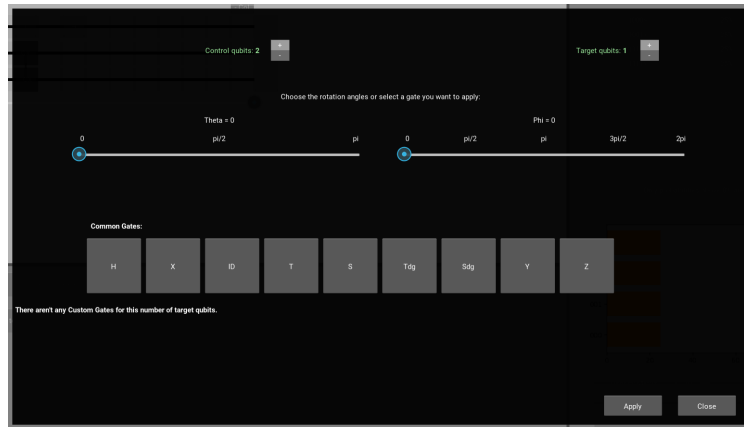 Control qubits: 2
+
-
Target qubits: 1
+
-
Choose the rotation angles or select a gate you want to apply:
Theta = 0
Phi = 0
0 pi/2 pi
0 pi/2 pi 3pi/2 2pi
Common Gates:
H X ID T S Tdg Sdg Y Z
There aren't any Custom Gates for this number of target qubits.
Apply Close